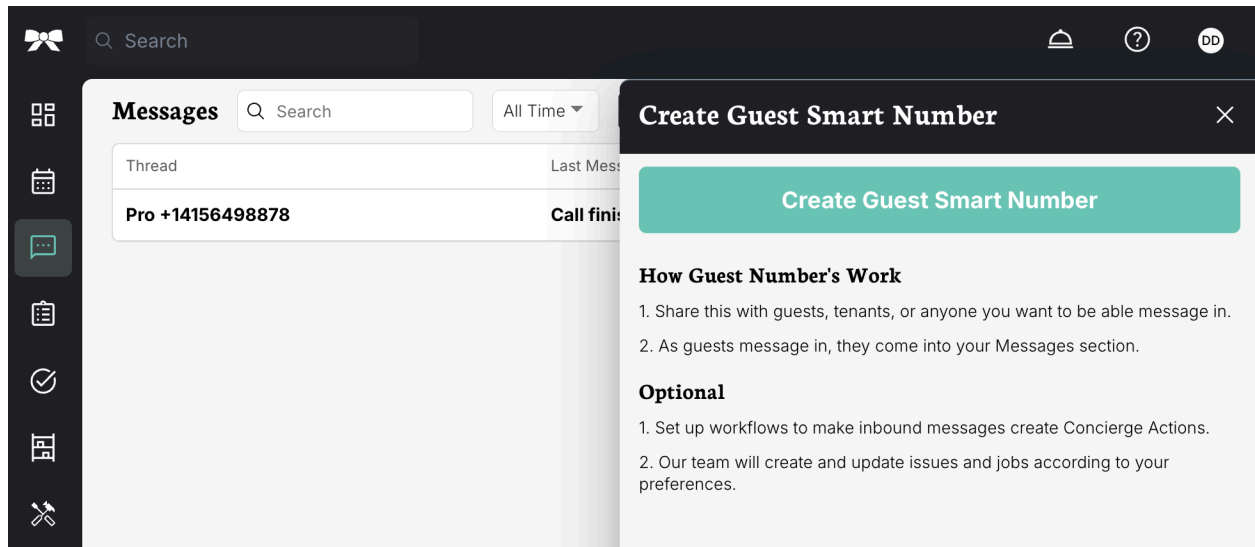 Search
DD
Messages
Search
All Time
Create Guest Smart Number
Thread
Last Mess
Create Guest Smart Number
Pro +14156498878
Call finis
How Guest Number's Work
1. Share this with guests, tenants, or anyone you want to be able message in.
2. As guests message in, they come into your Messages section.
Optional
1. Set up workflows to make inbound messages create Concierge Actions.
2. Our team will create and update issues and jobs according to your
preferences.